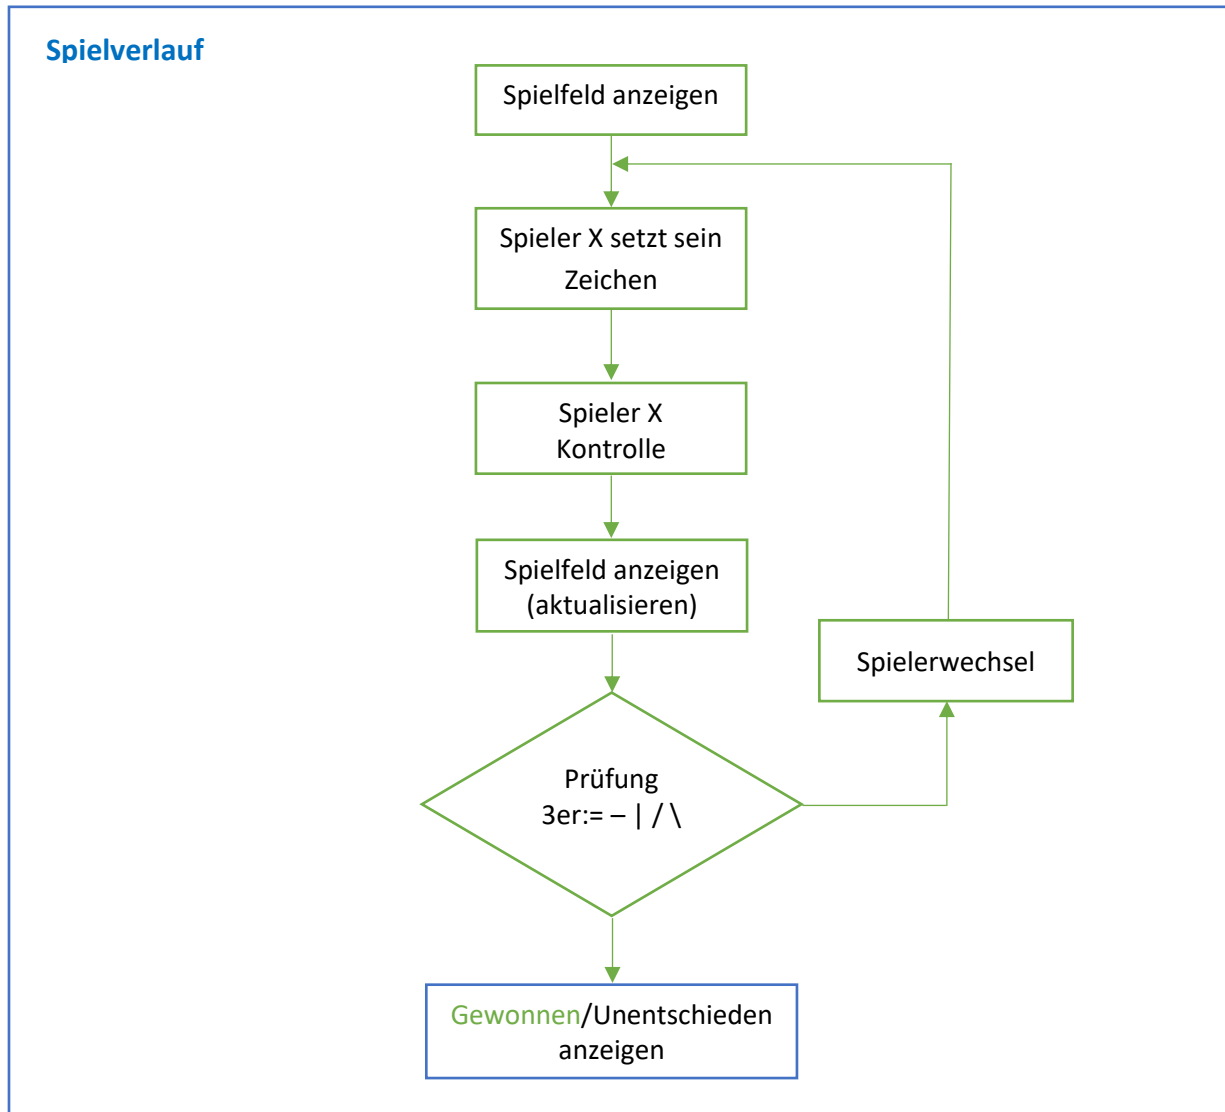 Spielverlauf
Spielfeld anzeigen
Spieler X setzt sein
Zeichen
Spieler X
Kontrolle
Spielfeld anzeigen
(aktualisieren)
Spielerwechsel
Prüfung
3er:= – | / \
Gewonnen/Unentschieden
anzeigen